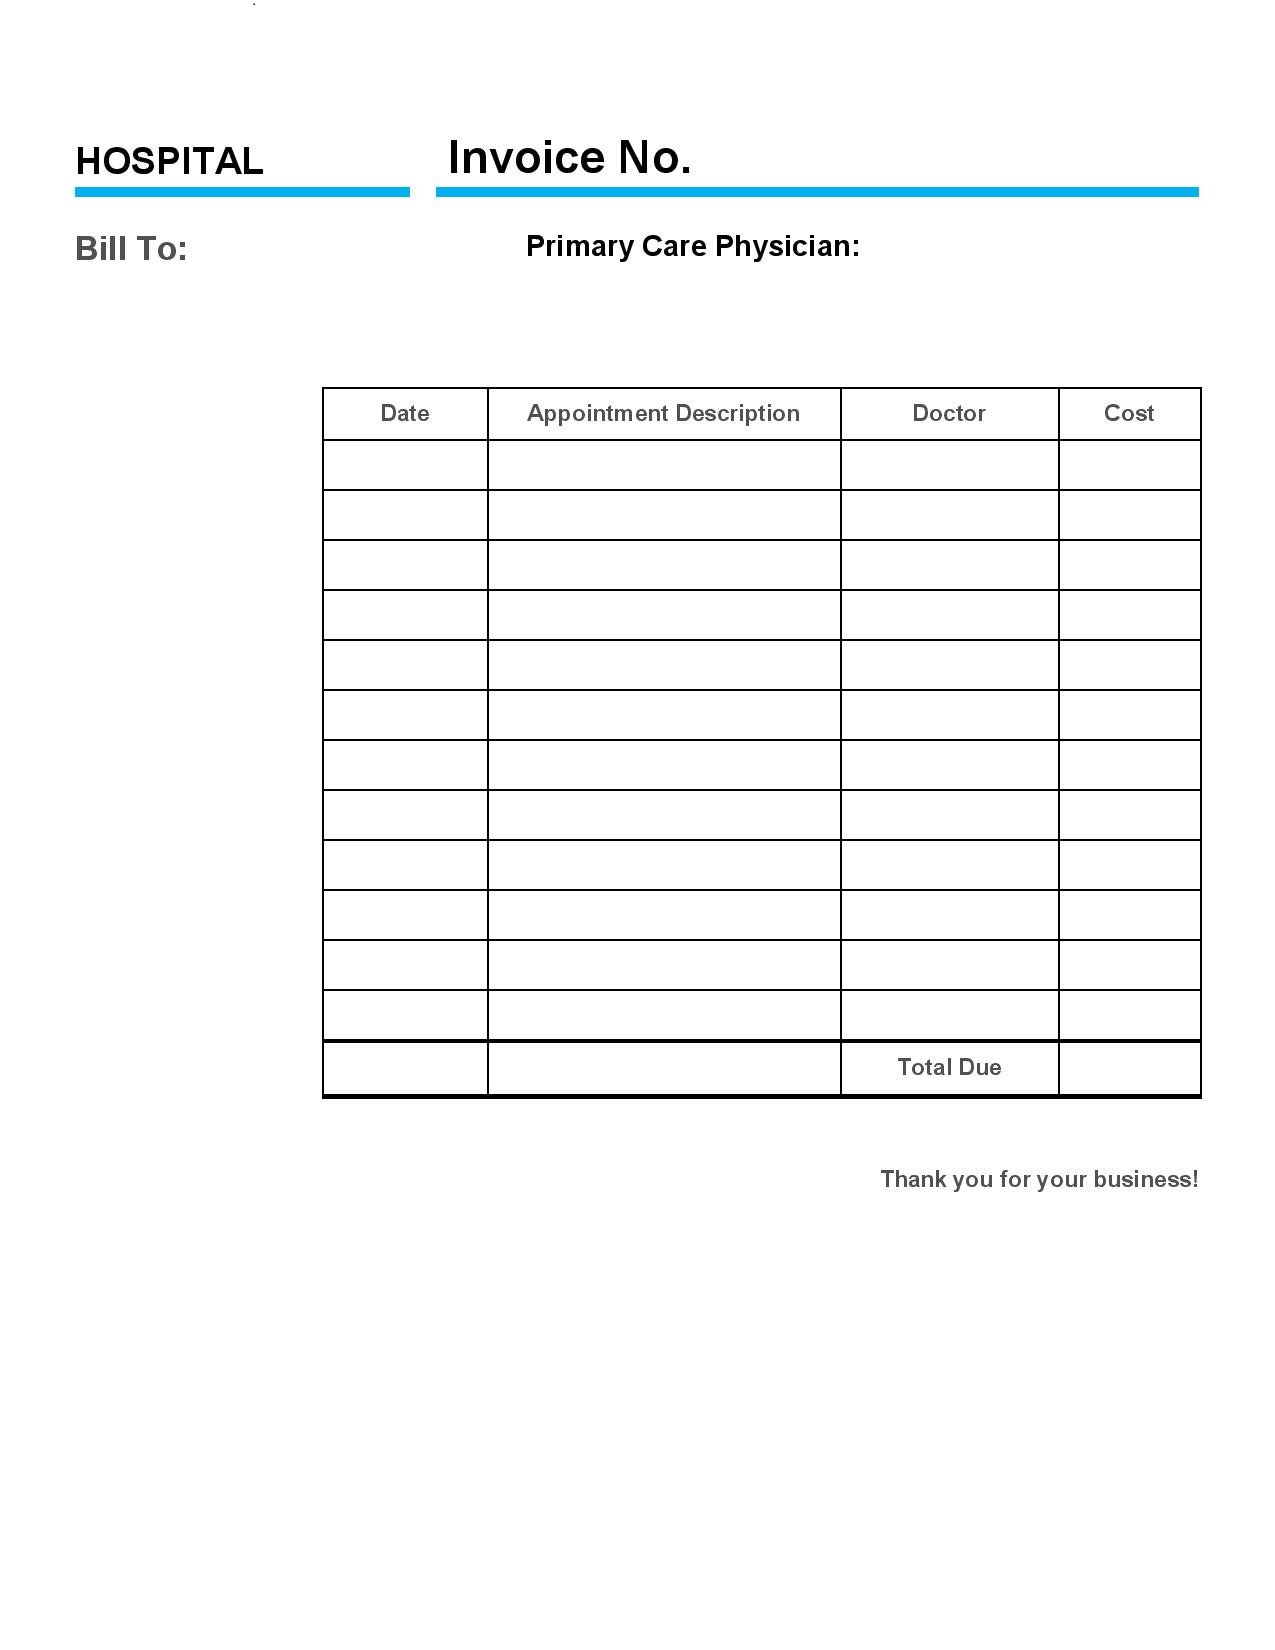 HOSPITAL
Invoice No.
Bill To:
Primary Care Physician:
Date Appointment Description Doctor Cost
Total Due
Thank you for your business!